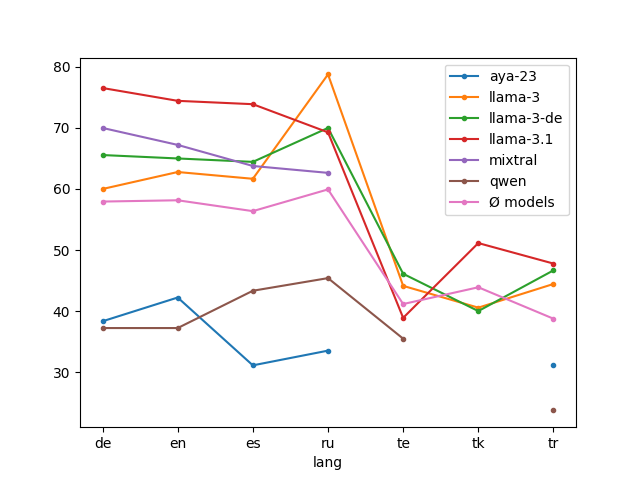 80
70
60
50
40
30
de en es ru te tk tr
lang
aya-23
llama-3
llama-3-de
llama-3.1
mixtral
qwen
Ø models